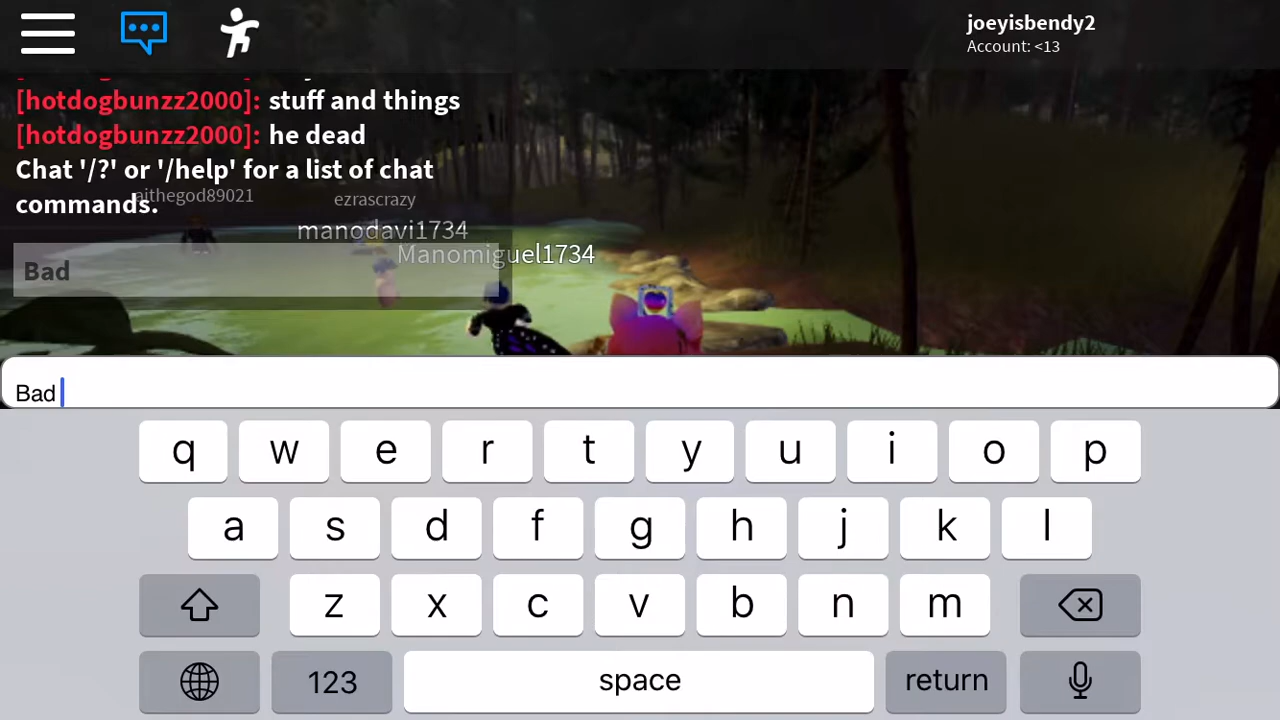 joeyisbendy2
Account: <13
[hotdogbunzz2000]: stuff and things
[hotdogbunzz2000]: he dead
Chat '/?' or '/help' for a list of chat
commands.
aithegod89021
ezrascrazy
manodavi1734
Manomiguel1734
Bad
Bad
q w e r t y u i o p
a s d f g h j k l
z x c v b n m
123 space return